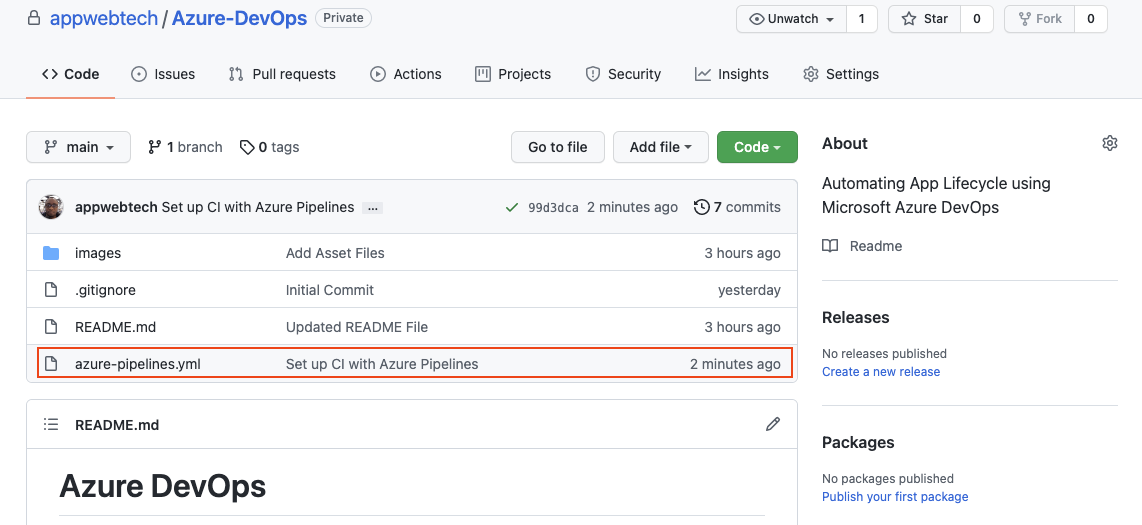 appwebtech / Azure-DevOps Private Unwatch 1 Star 0 Fork 0
<> Code Issues Pull requests Actions Projects Security Insights Settings
main 1 branch 0 tags Go to file Add file Code
appwebtech Set up CI with Azure Pipelines ... 99d3dca 2 minutes ago 7 commits
images Add Asset Files 3 hours ago
.gitignore Initial Commit yesterday
README.md Updated README File 3 hours ago
azure-pipelines.yml Set up CI with Azure Pipelines 2 minutes ago
README.md
Azure DevOps
About
Automating App Lifecycle using
Microsoft Azure DevOps
Readme
Releases
No releases published
Create a new release
Packages
No packages published
Publish your first package